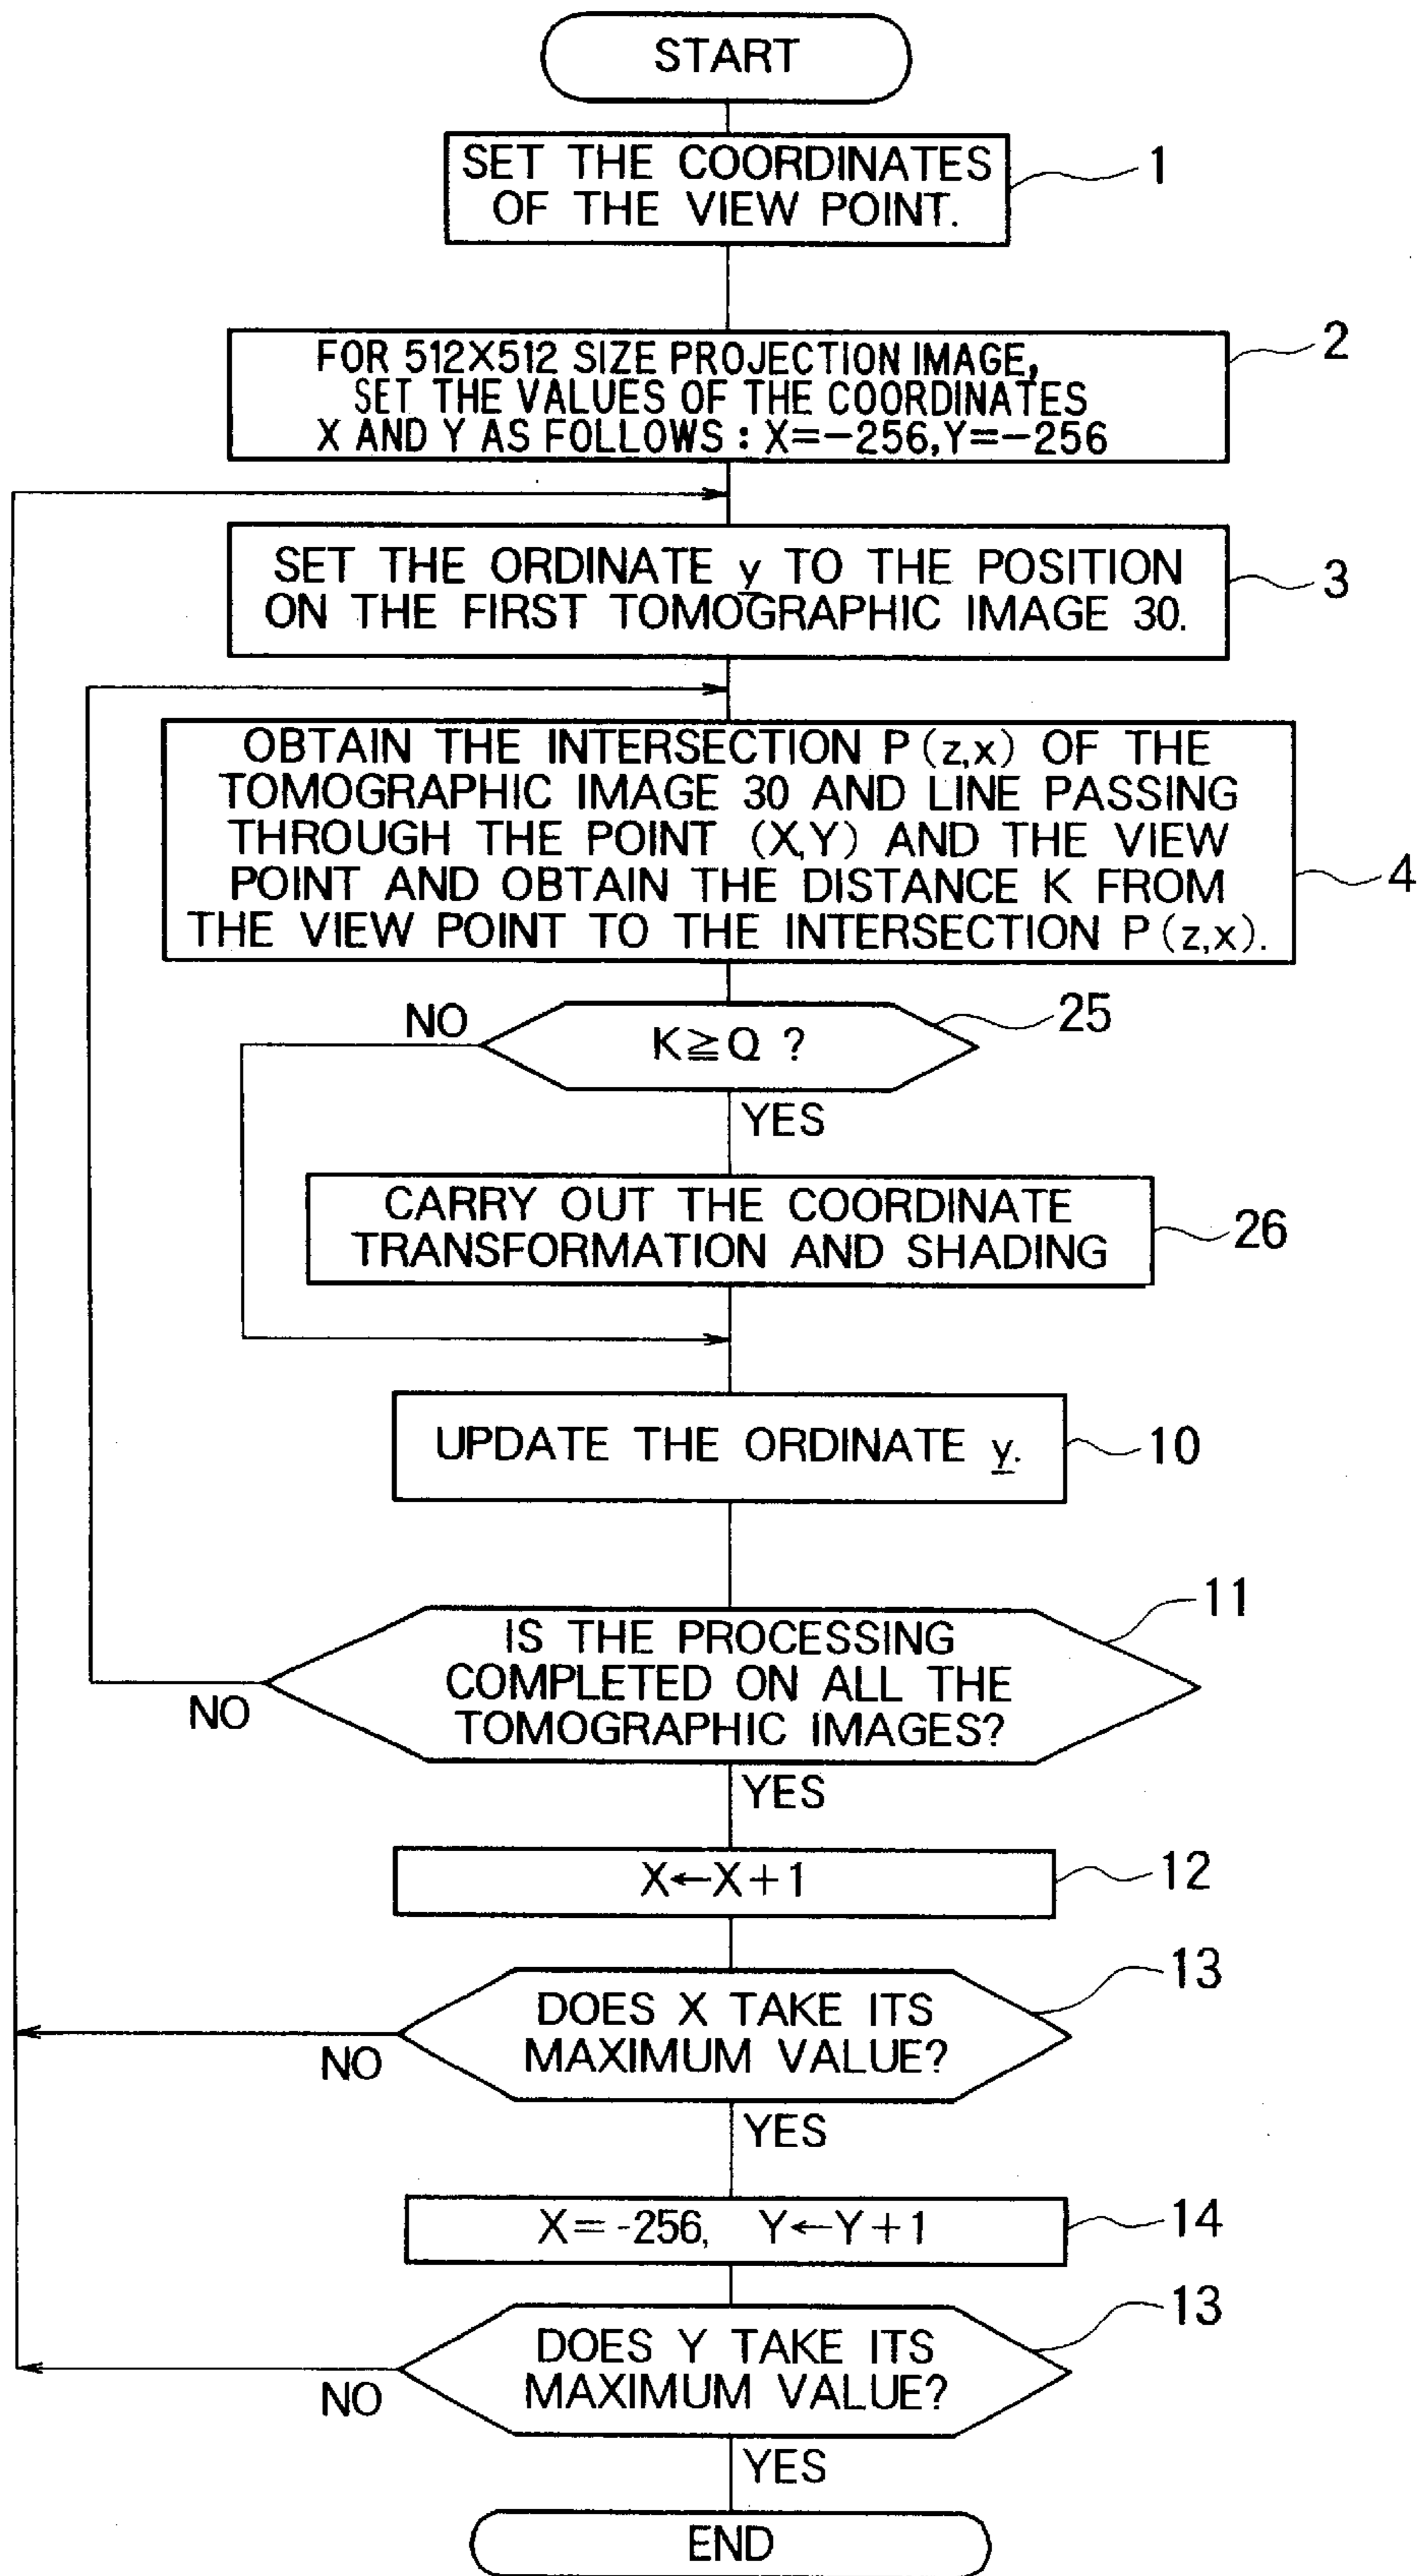 START
SET THE COORDINATES
OF THE VIEW POINT.
1
FOR 512X512 SIZE PROJECTION IMAGE,
SET THE VALUES OF THE COORDINATES
X AND Y AS FOLLOWS : X=-256,Y=-256
2
SET THE ORDINATE y TO THE POSITION
ON THE FIRST TOMOGRAPHIC IMAGE 30.
3
OBTAIN THE INTERSECTION P(z,x) OF THE
TOMOGRAPHIC IMAGE 30 AND LINE PASSING
THROUGH THE POINT (X,Y) AND THE VIEW
POINT AND OBTAIN THE DISTANCE K FROM
THE VIEW POINT TO THE INTERSECTION P(z,x).
4
K≧Q ?
25
NO
YES
CARRY OUT THE COORDINATE
TRANSFORMATION AND SHADING
26
UPDATE THE ORDINATE y.
10
IS THE PROCESSING
COMPLETED ON ALL THE
TOMOGRAPHIC IMAGES?
11
NO
YES
X←X+1
12
DOES X TAKE ITS
MAXIMUM VALUE?
13
NO
YES
X=-256, Y←Y+1
14
DOES Y TAKE ITS
MAXIMUM VALUE?
13
NO
YES
END